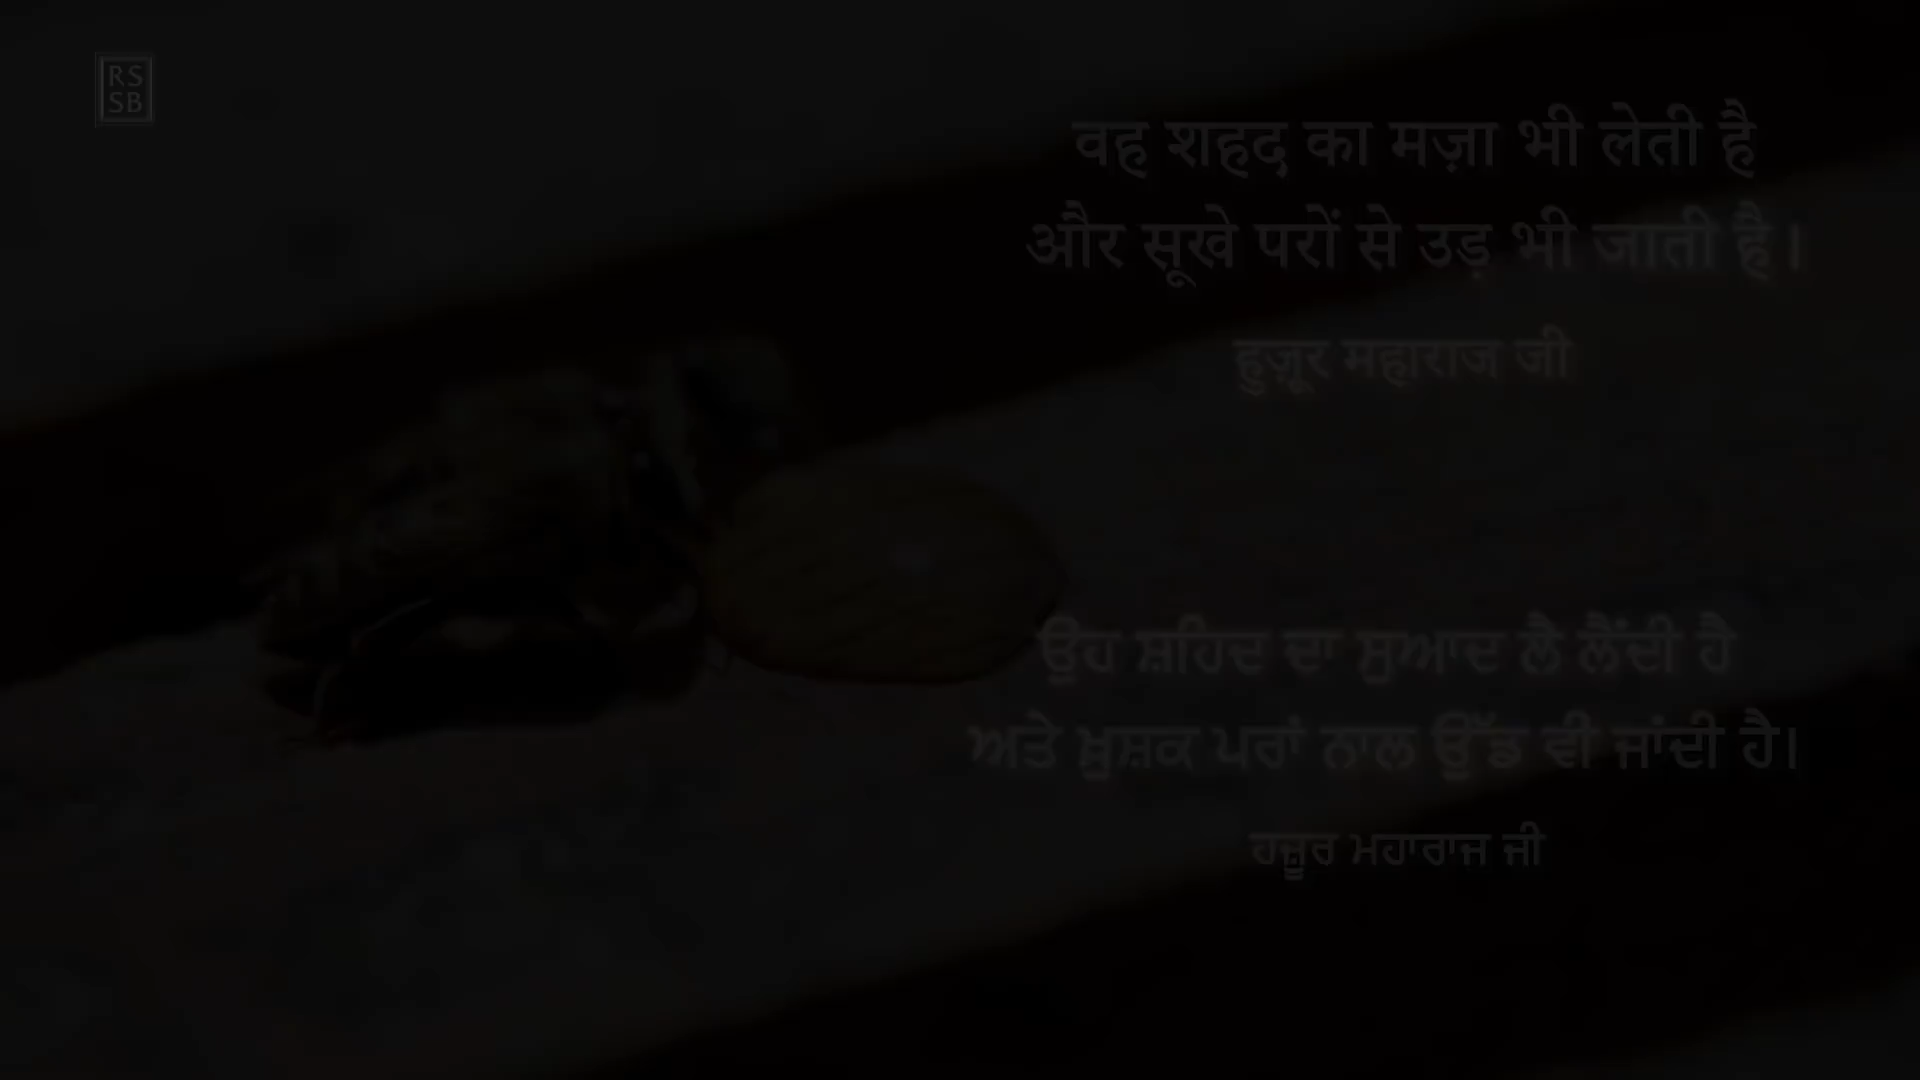 RS
SB
वह शहद का मज़ा भी लेती है
और सूखे परों से उड़ भी जाती है।
हुज़ूर महाराज जी
ਉਹ ਸ਼ਹਿਦ ਦਾ ਸੁਆਦ ਲੈ ਲੈਂਦੀ ਹੈ
ਅਤੇ ਖ਼ੁਸ਼ਕ ਪਰਾਂ ਨਾਲ ਉੱਡ ਵੀ ਜਾਂਦੀ ਹੈ।
ਹਜ਼ੂਰ ਮਹਾਰਾਜ ਜੀ